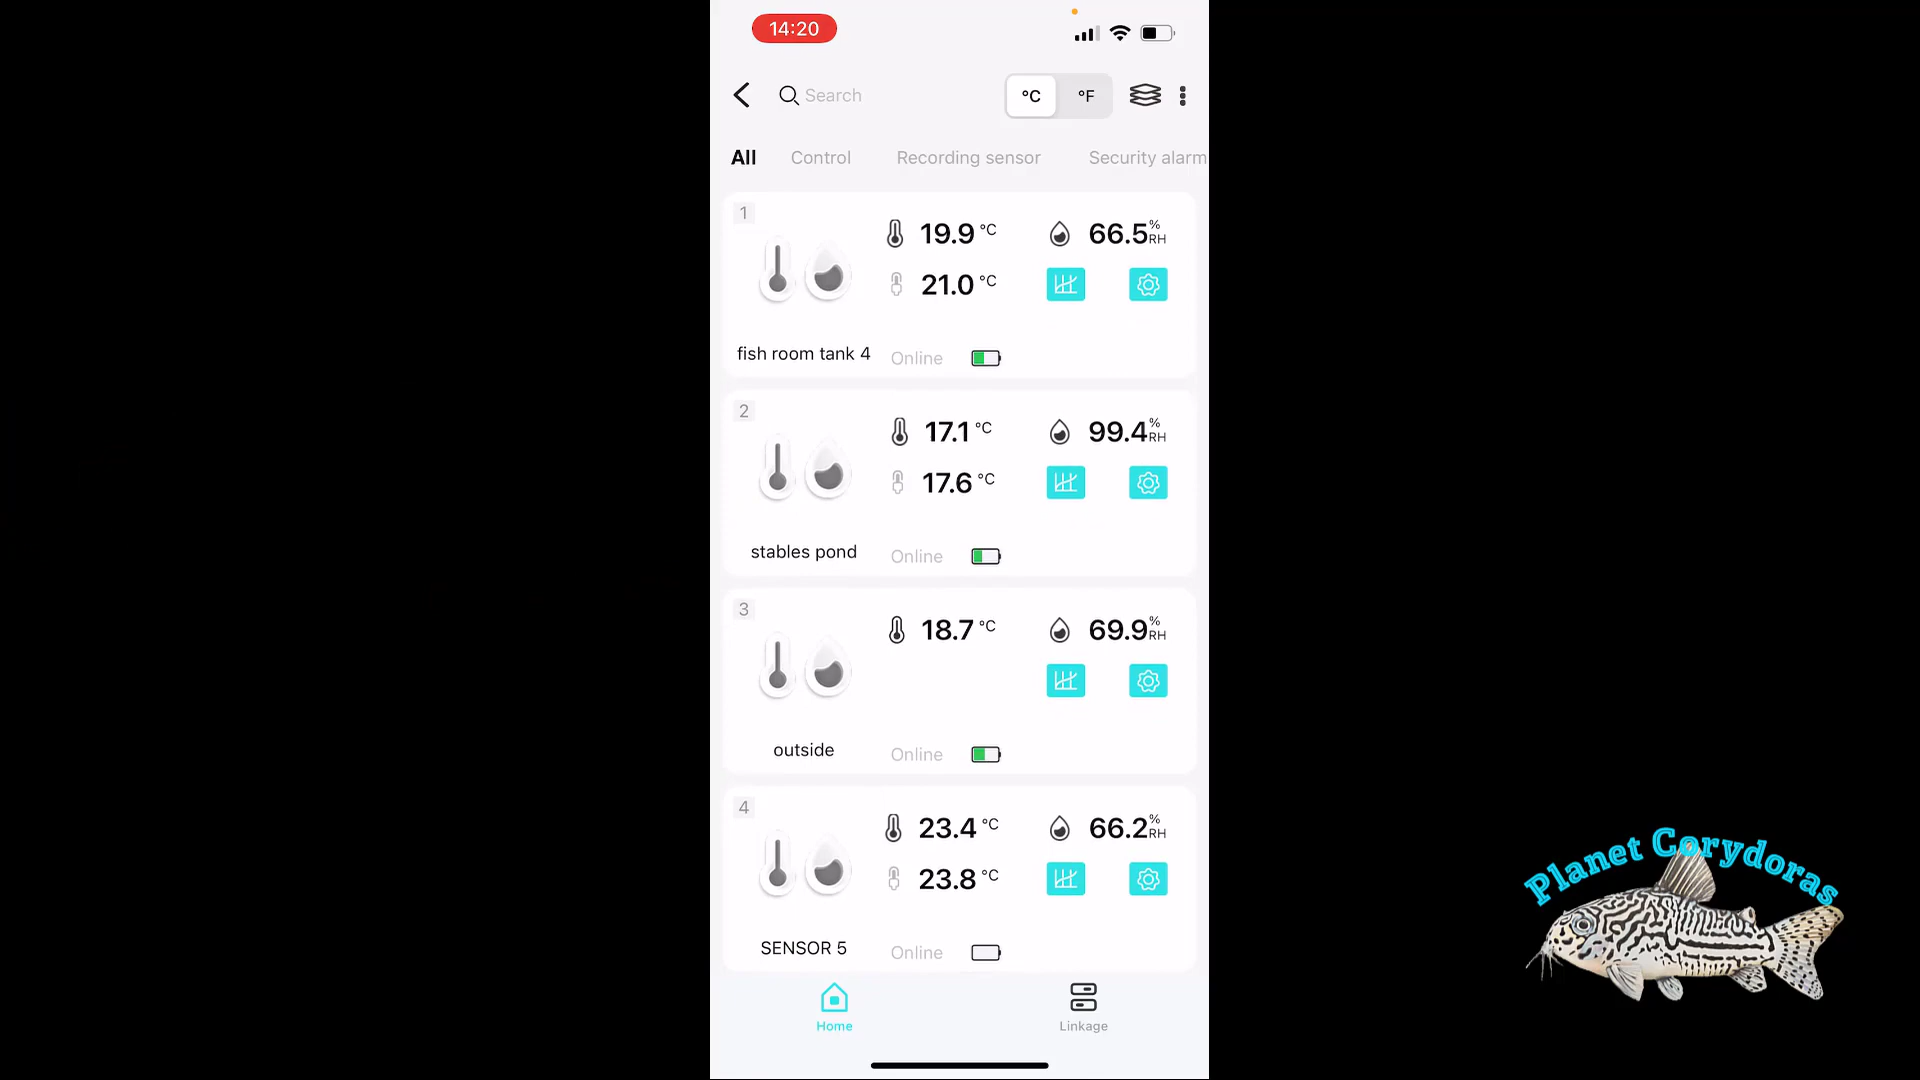 14:20
Search
°C °F
All Control Recording sensor Security alarm
1
19.9 °C 66.5 % RH
21.0 °C
fish room tank 4 Online
2
17.1 °C 99.4 % RH
17.6 °C
stables pond Online
3
18.7 °C 69.9 % RH
outside Online
4
23.4 °C 66.2 % RH
23.8 °C
SENSOR 5 Online
Home Linkage
Planet Corydoras